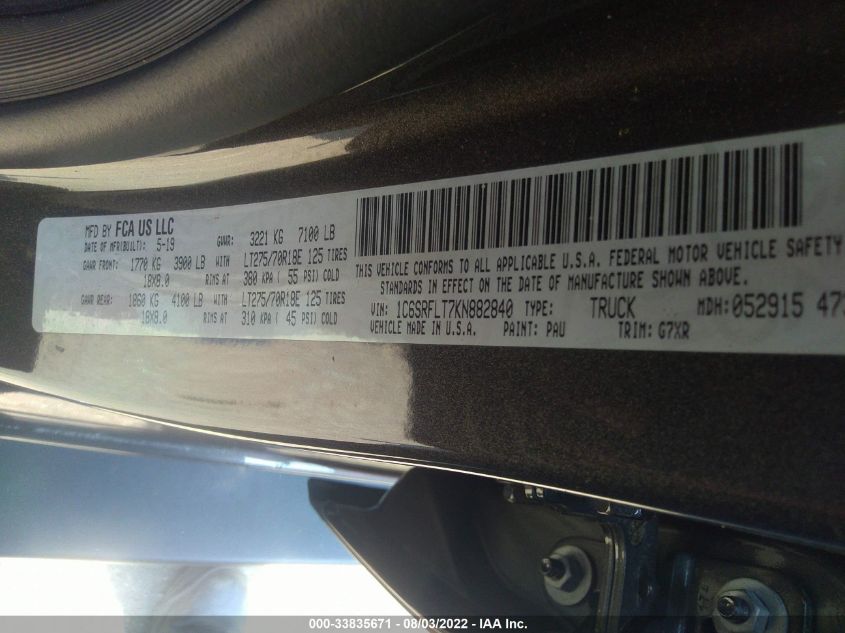 MFD BY FCA US LLC
DATE OF MFR(BUILT): 5-19 GVWR: 3221 KG 7100 LB
GAWR FRONT: 1770 KG 3900 LB WITH LT275/70R18E 125 TIRES
18X8.0 RIMS AT 380 KPA ( 55 PSI) COLD
GAWR REAR: 1860 KG 4100 LB WITH LT275/70R18E 125 TIRES
18X8.0 RIMS AT 310 KPA ( 45 PSI) COLD
THIS VEHICLE CONFORMS TO ALL APPLICABLE U.S.A. FEDERAL MOTOR VEHICLE SAFETY
STANDARDS IN EFFECT ON THE DATE OF MANUFACTURE SHOWN ABOVE.
VIN: 1C6SRFLT7KN882840 TYPE: TRUCK MDH: 052915 47
VEHICLE MADE IN U.S.A. PAINT: PAU TRIM: G7XR
000-33835671 - 08/03/2022 - IAA Inc.